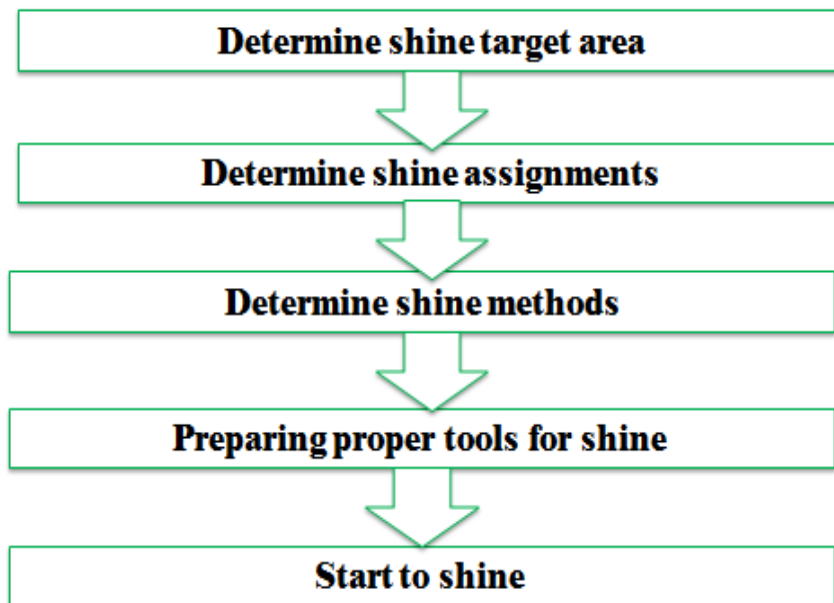 Determine shine target area
Determine shine assignments
Determine shine methods
Preparing proper tools for shine
Start to shine